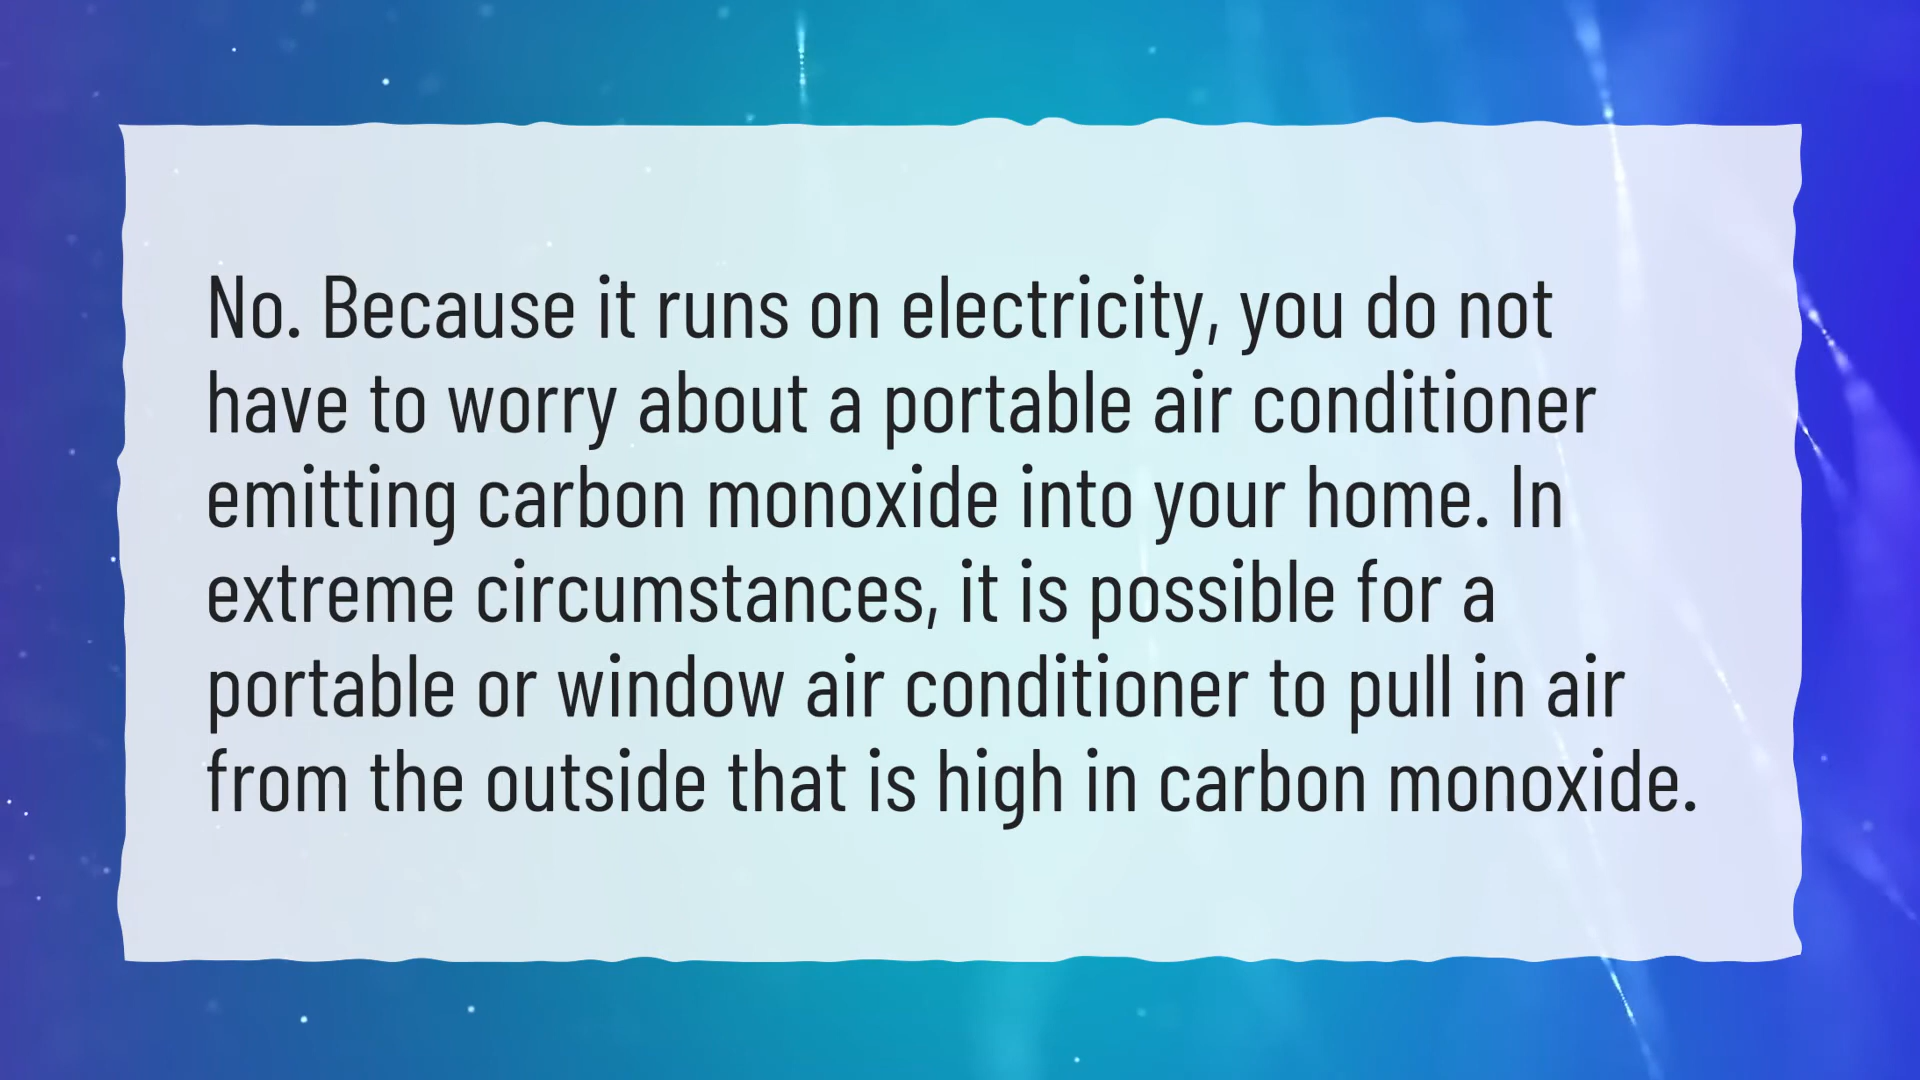 No. Because it runs on electricity, you do not
have to worry about a portable air conditioner
emitting carbon monoxide into your home. In
extreme circumstances, it is possible for a
portable or window air conditioner to pull in air
from the outside that is high in carbon monoxide.